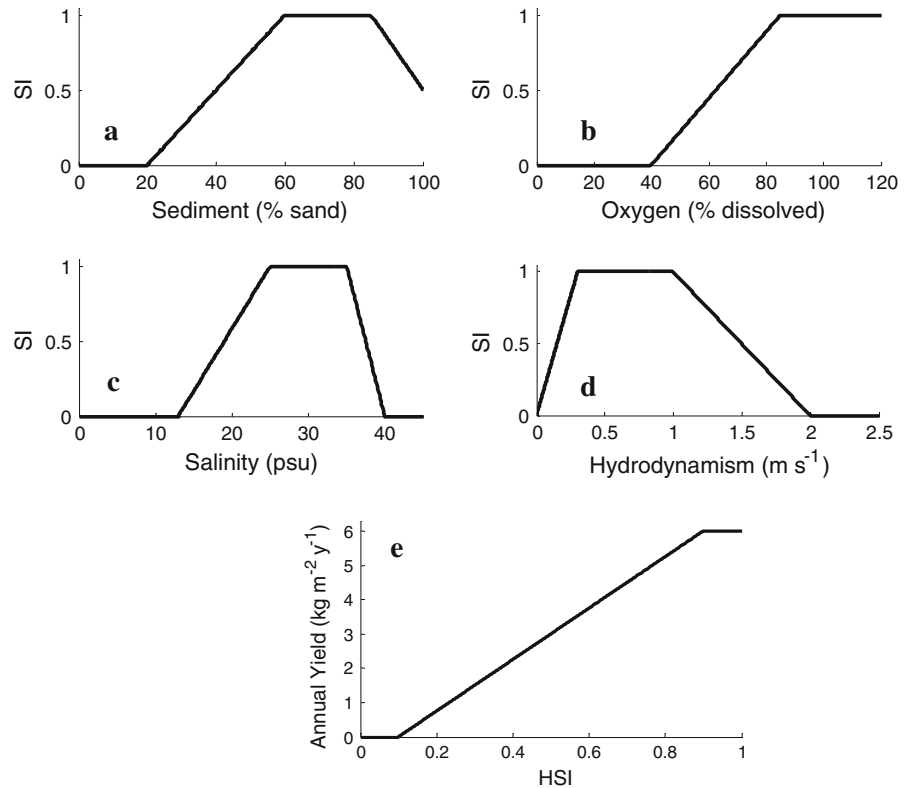 1
0.5
0
SI
a
0 20 40 60 80 100
Sediment (% sand)
1
0.5
0
SI
b
0 20 40 60 80 100 120
Oxygen (% dissolved)
1
0.5
0
SI
c
0 10 20 30 40
Salinity (psu)
1
0.5
0
SI
d
0 0.5 1 1.5 2 2.5
Hydrodynamism (m s⁻¹)
6
5
4
3
2
1
0
Annual Yield (kg m⁻² y⁻¹)
e
0 0.2 0.4 0.6 0.8 1
HSI